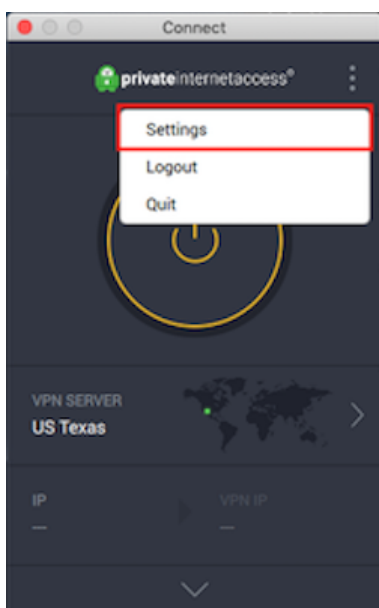 Connect
privateinternetaccess®
Settings
Logout
Quit
VPN SERVER
US Texas
IP
VPN IP
---
---